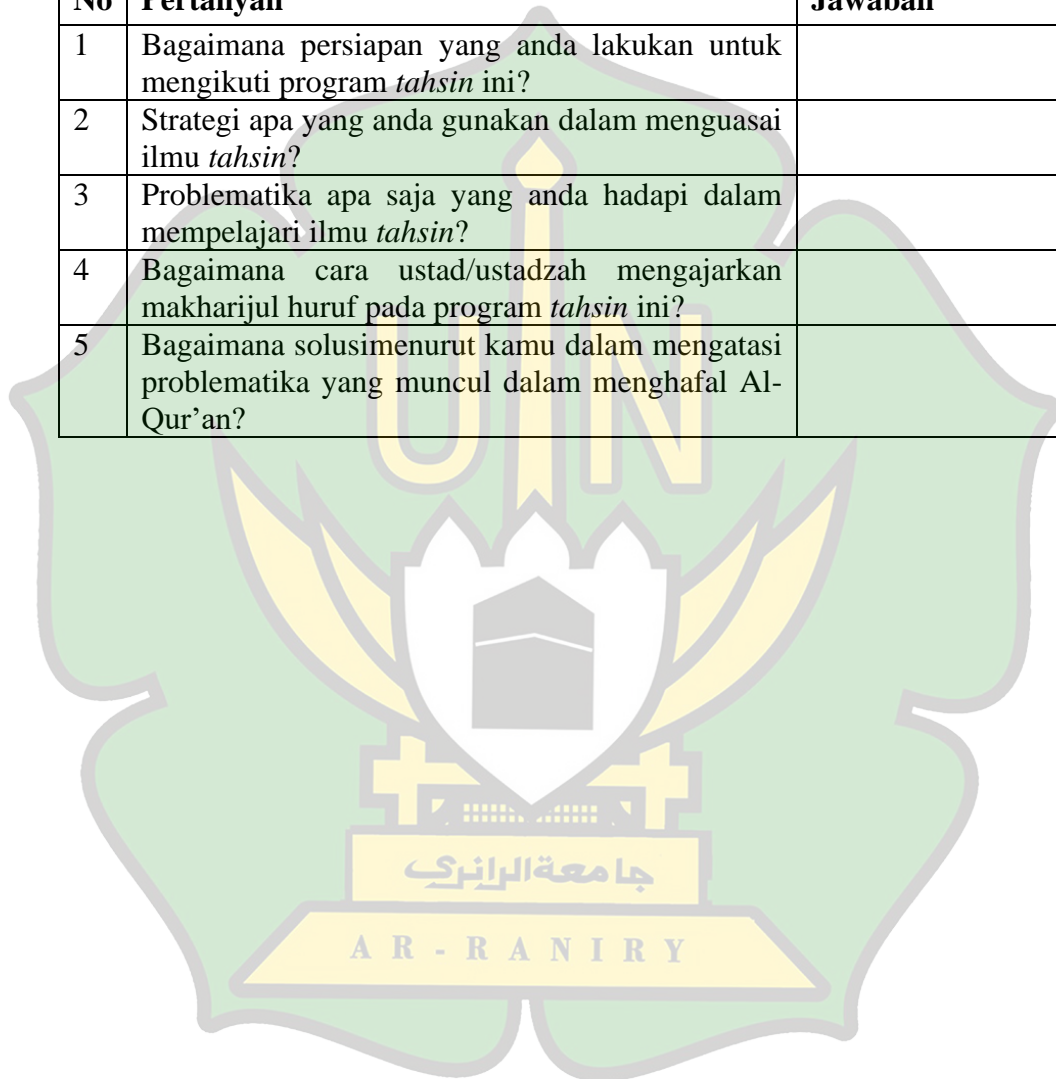 No Pertanyan Jawaban
1 Bagaimana persiapan yang anda lakukan untuk
mengikuti program tahsin ini?
2 Strategi apa yang anda gunakan dalam menguasai
ilmu tahsin?
3 Problematika apa saja yang anda hadapi dalam
mempelajari ilmu tahsin?
4 Bagaimana cara ustad/ustadzah mengajarkan
makharijul huruf pada program tahsin ini?
5 Bagaimana solusimenurut kamu dalam mengatasi
problematika yang muncul dalam menghafal Al-
Qur'an?
UIN
جامعةالرانري
AR-RANIRY